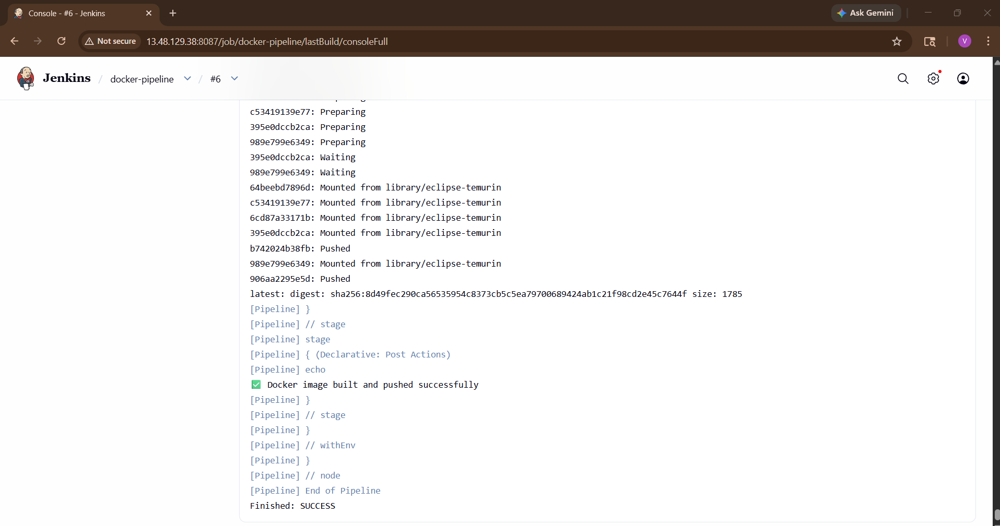 Console - #6 - Jenkins
Ask Gemini
Not secure
13.48.129.38:8087/job/docker-pipeline/lastBuild/consoleFull
V
Jenkins / docker-pipeline / #6
c53419139e77: Preparing
395e0dccb2ca: Preparing
989e799e6349: Preparing
395e0dccb2ca: Waiting
989e799e6349: Waiting
64beebd7896d: Mounted from library/eclipse-temurin
c53419139e77: Mounted from library/eclipse-temurin
6cd87a33171b: Mounted from library/eclipse-temurin
395e0dccb2ca: Mounted from library/eclipse-temurin
b742024b38fb: Pushed
989e799e6349: Mounted from library/eclipse-temurin
906aa2295e5d: Pushed
latest: digest: sha256:8d49fec290ca56535954c8373cb5c5ea79700689424ab1c21f98cd2e45c7644f size: 1785
[Pipeline] }
[Pipeline] // stage
[Pipeline] stage
[Pipeline] { (Declarative: Post Actions)
[Pipeline] echo
✅ Docker image built and pushed successfully
[Pipeline] }
[Pipeline] // stage
[Pipeline] }
[Pipeline] // withEnv
[Pipeline] }
[Pipeline] // node
[Pipeline] End of Pipeline
Finished: SUCCESS